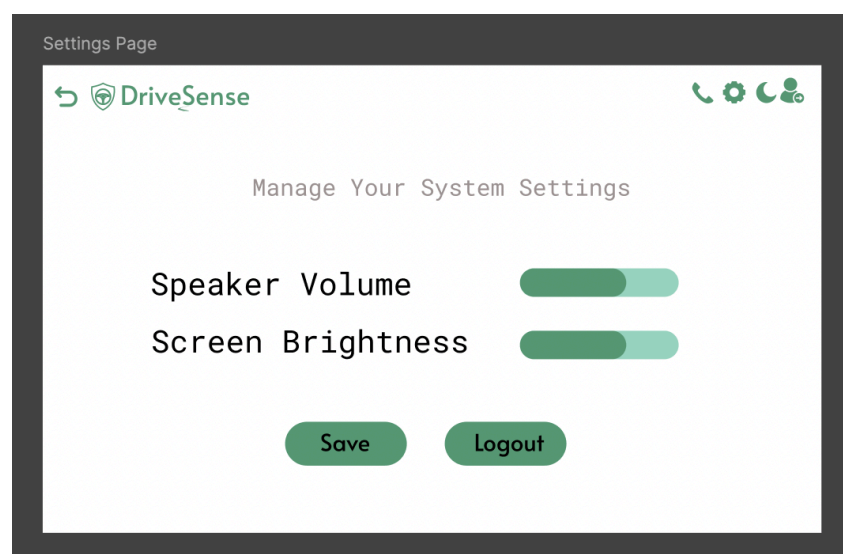 Settings Page
DriveSense
Manage Your System Settings
Speaker Volume
Screen Brightness
Save Logout